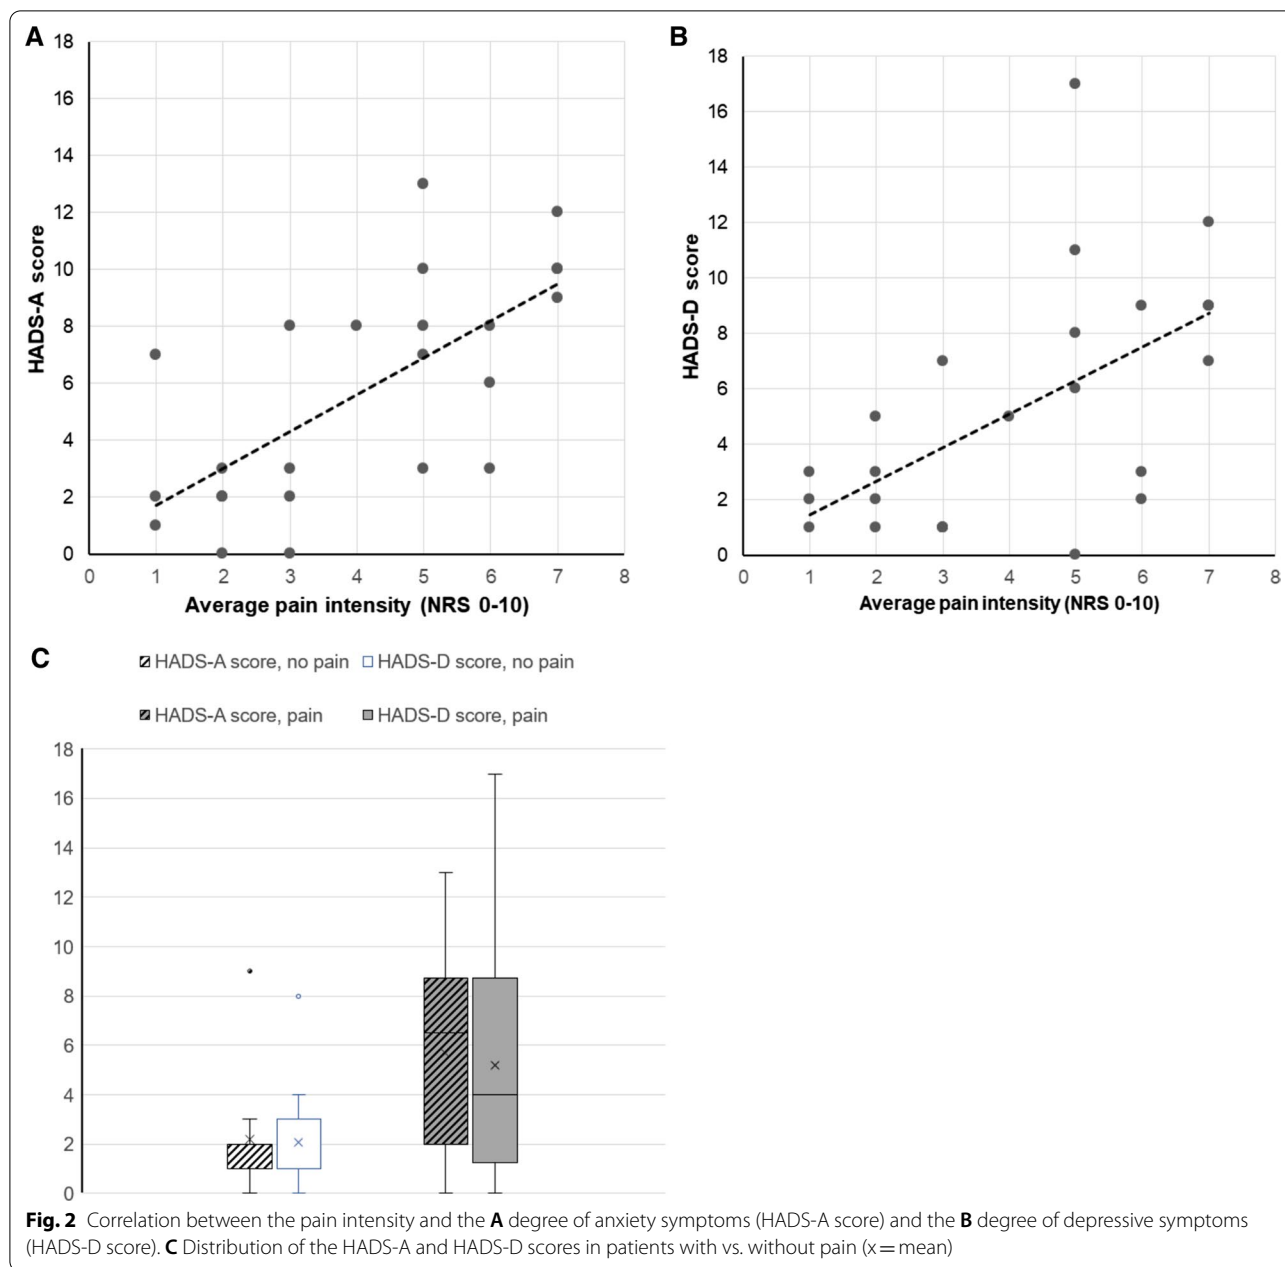 A
18
16
14
12
10
8
6
4
2
0
HADS-A score
0 1 2 3 4 5 6 7 8
Average pain intensity (NRS 0-10)
B
18
16
14
12
10
8
6
4
2
0
HADS-D score
0 1 2 3 4 5 6 7 8
Average pain intensity (NRS 0-10)
C
HADS-A score, no pain HADS-D score, no pain
HADS-A score, pain HADS-D score, pain
18
16
14
12
10
8
6
4
2
0
Fig. 2 Correlation between the pain intensity and the A degree of anxiety symptoms (HADS-A score) and the B degree of depressive symptoms
(HADS-D score). C Distribution of the HADS-A and HADS-D scores in patients with vs. without pain (x = mean)